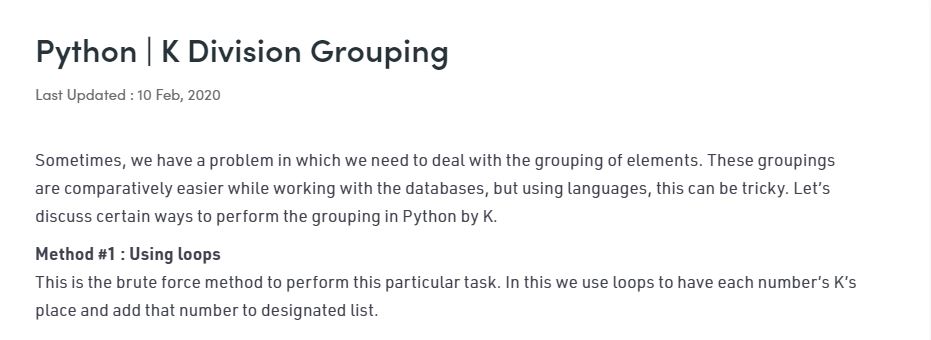 Python | K Division Grouping
Last Updated : 10 Feb, 2020
Sometimes, we have a problem in which we need to deal with the grouping of elements. These groupings
are comparatively easier while working with the databases, but using languages, this can be tricky. Let’s
discuss certain ways to perform the grouping in Python by K.
Method #1 : Using loops
This is the brute force method to perform this particular task. In this we use loops to have each number’s K’s
place and add that number to designated list.